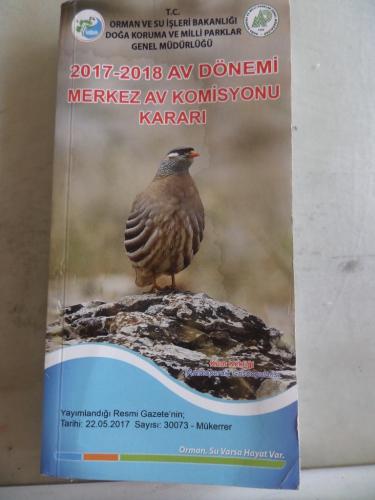 T.C.
ORMAN VE SU İŞLERİ BAKANLIĞI
DOĞA KORUMA VE MİLLİ PARKLAR
GENEL MÜDÜRLÜĞÜ
2017-2018 AV DÖNEMİ
MERKEZ AV KOMİSYONU
KARARI
Yayımlandığı Resmi Gazete'nin;
Tarihi: 22.05.2017 Sayısı: 30073 - Mükerrer
Orman, Su Varsa Hayat Var.